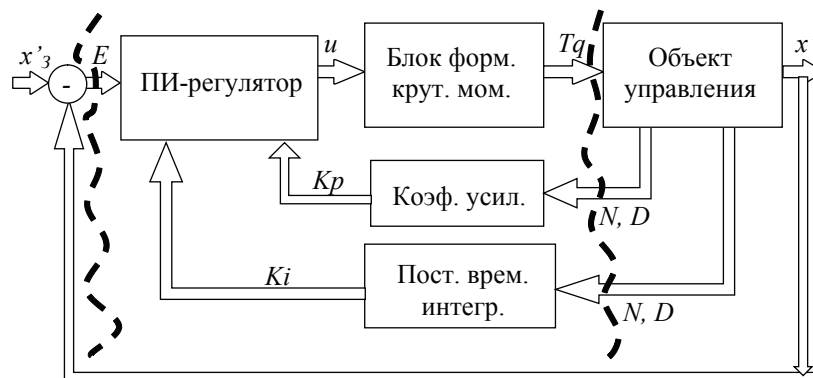 x'з
E
u
Tq
x
-
ПИ-регулятор
Блок форм.
крут. мом.
Объект
управления
Kp
Коэф. усил.
N, D
Ki
Пост. врем.
интегр.
N, D